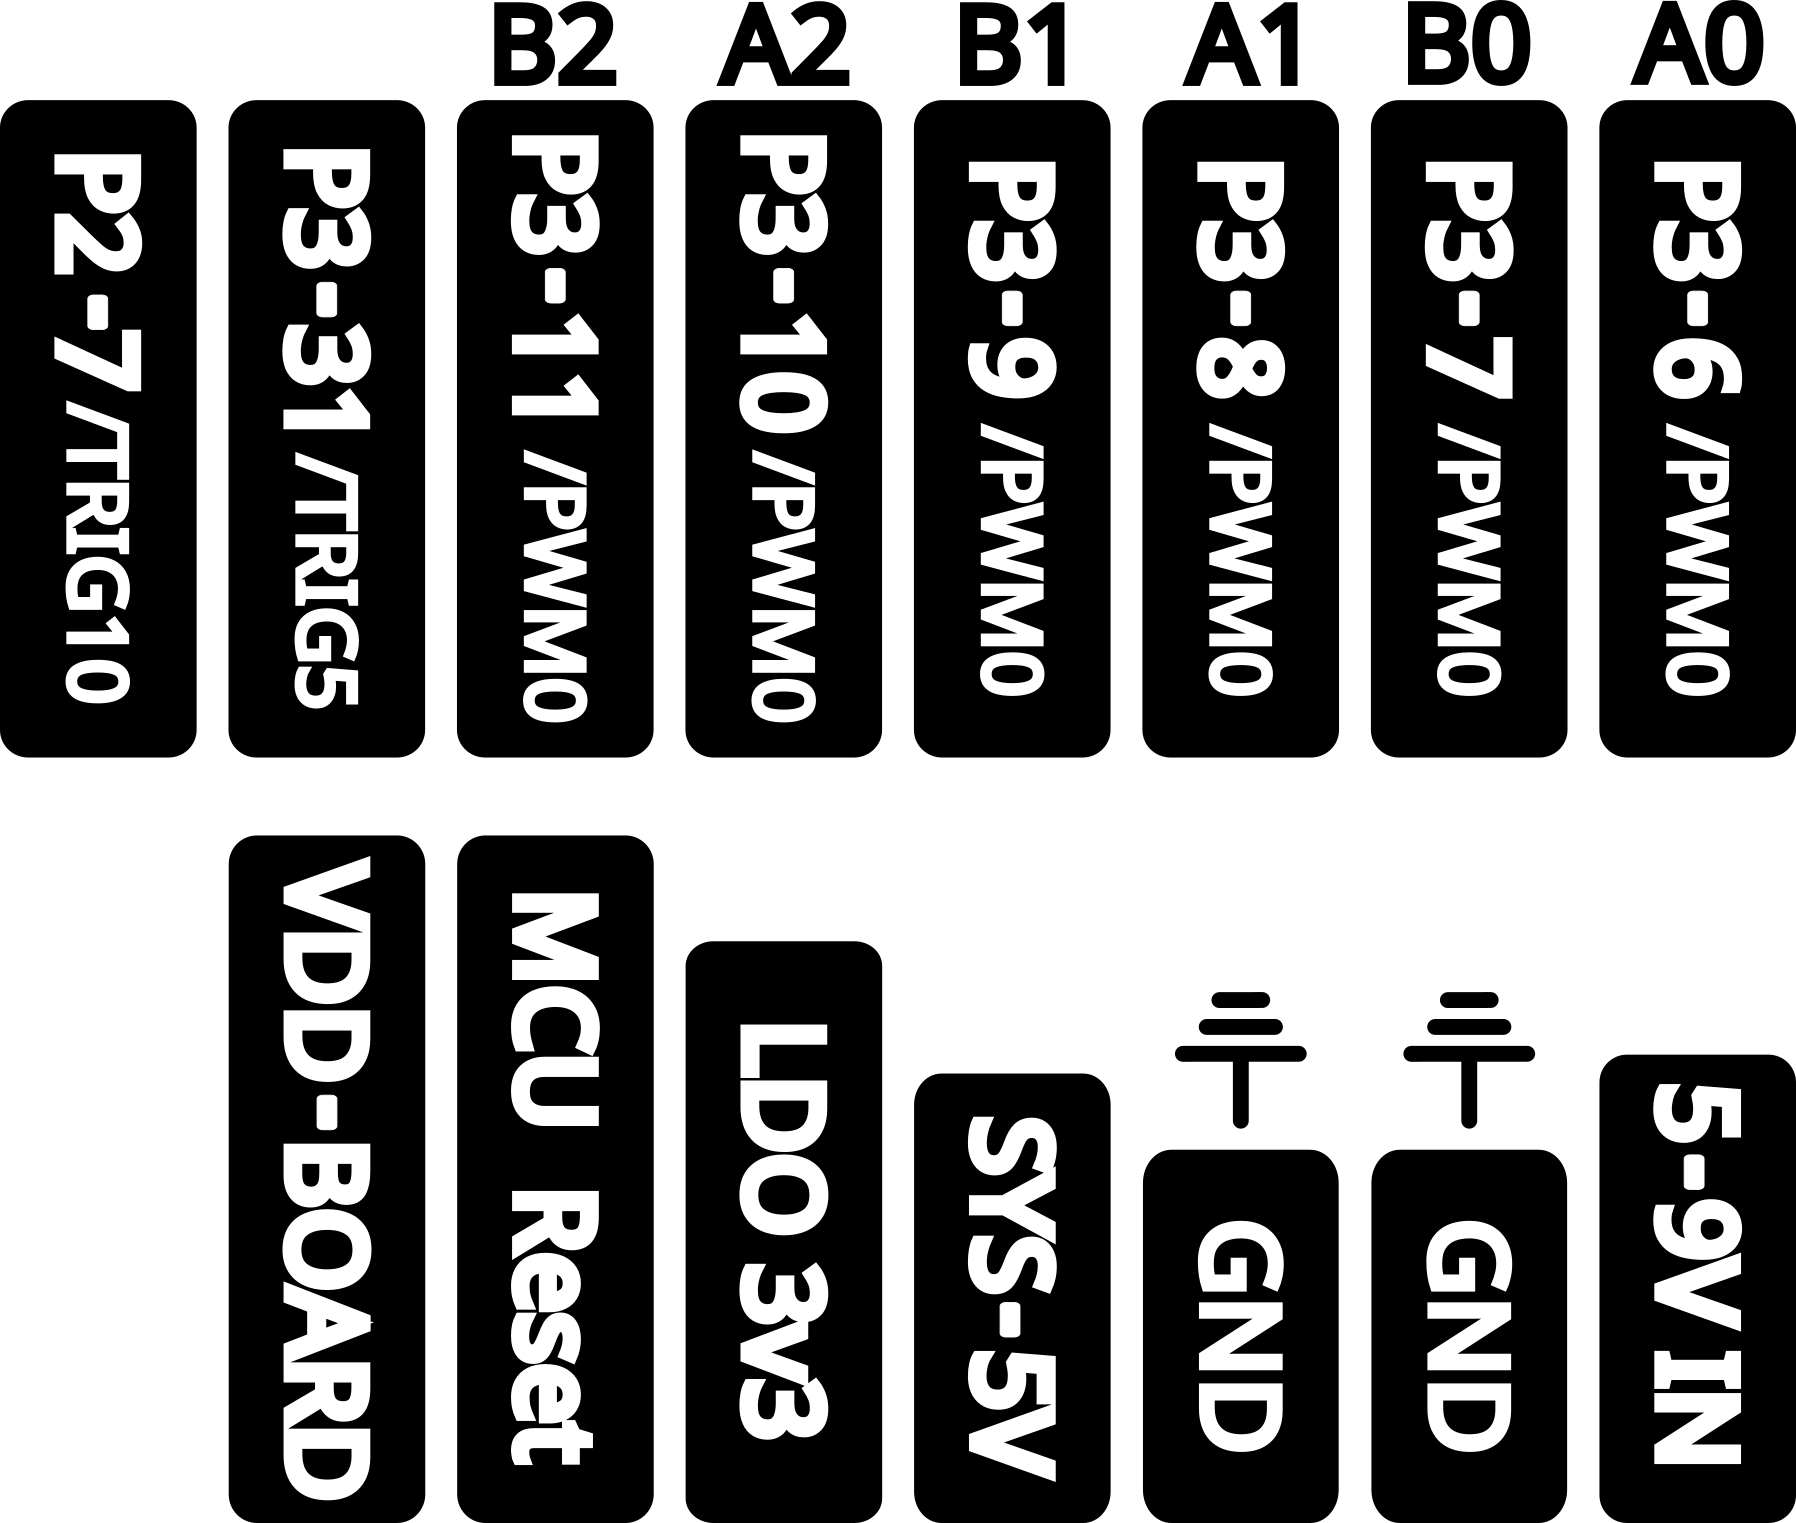 B2 A2 B1 A1 B0 A0
P2-7/TRIG10
P3-31/TRIG5
P3-11/PWM0
P3-10/PWM0
P3-9/PWM0
P3-8/PWM0
P3-7/PWM0
P3-6/PWM0
VDD-BOARD
MCU Reset
LDO 3V3
SYS-5V
GND
GND
5-9V IN